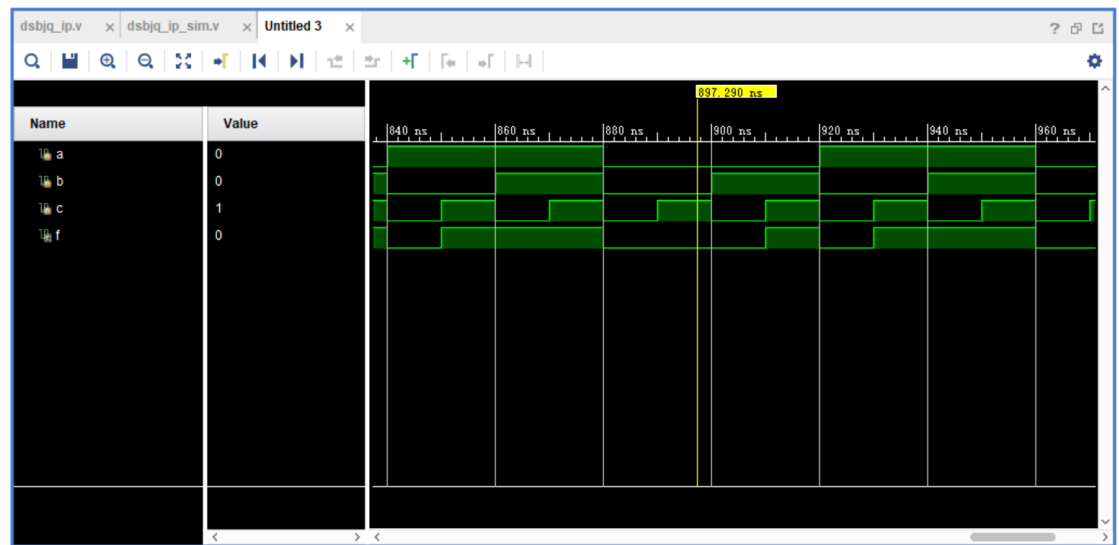 dsbjq_ip.v × dsbjq_ip_sim.v × Untitled 3 × ?
897.290 ns
Name Value
840 ns 860 ns 880 ns 900 ns 920 ns 940 ns 960 ns
a 0
b 0
c 1
f 0